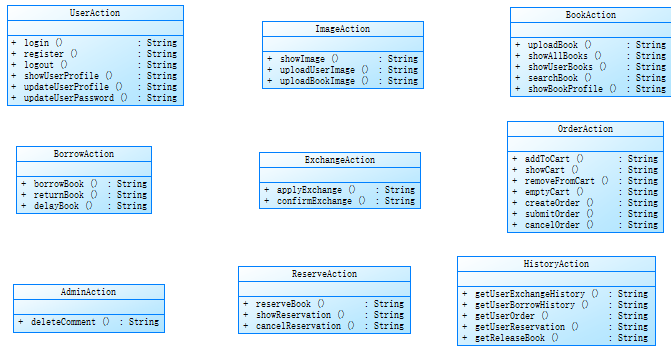 UserAction
+ login () : String
+ register () : String
+ logout () : String
+ showUserProfile () : String
+ updateUserProfile () : String
+ updateUserPassword () : String
ImageAction
+ showImage () : String
+ uploadUserImage () : String
+ uploadBookImage () : String
BookAction
+ uploadBook () : String
+ showAllBooks () : String
+ showUserBooks () : String
+ searchBook () : String
+ showBookProfile () : String
BorrowAction
+ borrowBook () : String
+ returnBook () : String
+ delayBook () : String
ExchangeAction
+ applyExchange () : String
+ confirmExchange () : String
OrderAction
+ addToCart () : String
+ showCart () : String
+ removeFromCart () : String
+ emptyCart () : String
+ createOrder () : String
+ submitOrder () : String
+ cancelOrder () : String
AdminAction
+ deleteComment () : String
ReserveAction
+ reserveBook () : String
+ showReservation () : String
+ cancelReservation () : String
HistoryAction
+ getUserExchangeHistory () : String
+ getUserBorrowHistory () : String
+ getUserOrder () : String
+ getUserReservation () : String
+ getReleaseBook () : String